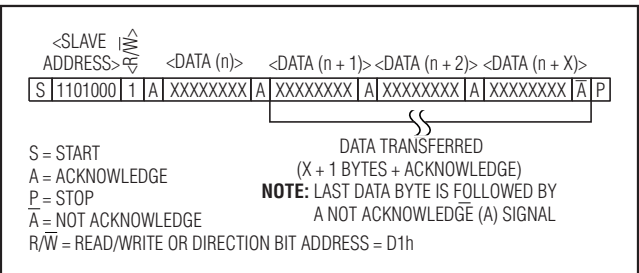 <SLAVE
ADDRESS>
<R/W̅>
<DATA (n)> <DATA (n + 1)> <DATA (n + 2)> <DATA (n + X)>
S 1101000 1 A XXXXXXXX A XXXXXXXX A XXXXXXXX A XXXXXXXX A̅ P
S = START
A = ACKNOWLEDGE
P = STOP
A̅ = NOT ACKNOWLEDGE
R/W̅ = READ/WRITE OR DIRECTION BIT ADDRESS = D1h
DATA TRANSFERRED
(X + 1 BYTES + ACKNOWLEDGE)
NOTE: LAST DATA BYTE IS FOLLOWED BY
A NOT ACKNOWLEDGE (A̅) SIGNAL